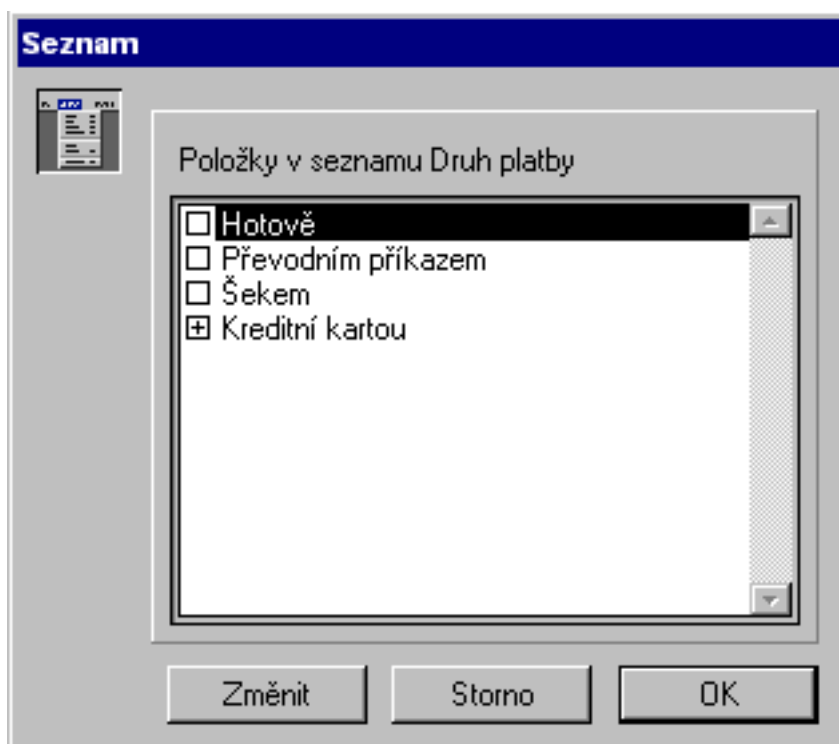 Seznam
Položky v seznamu Druh platby
Hotově
Převodním příkazem
Šekem
Kreditní kartou
Změnit
Storno
OK